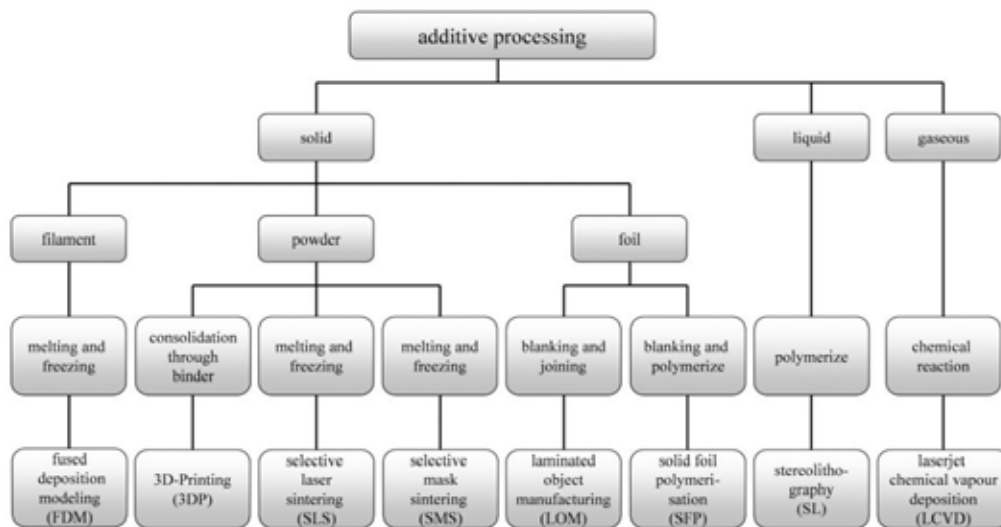 additive processing
solid
liquid
gaseous
filament
powder
foil
melting and
freezing
consolidation
through
binder
melting and
freezing
melting and
freezing
blanking and
joining
blanking and
polymerize
polymerize
chemical
reaction
fused
deposition
modeling
(FDM)
3D-Printing
(3DP)
selective
laser
sintering
(SLS)
selective
mask
sintering
(SMS)
laminated
object
manufacturing
(LOM)
solid foil
polymeri-
sation
(SFP)
stereolitho-
graphy
(SL)
laserjet
chemical vapour
deposition
(LCVD)